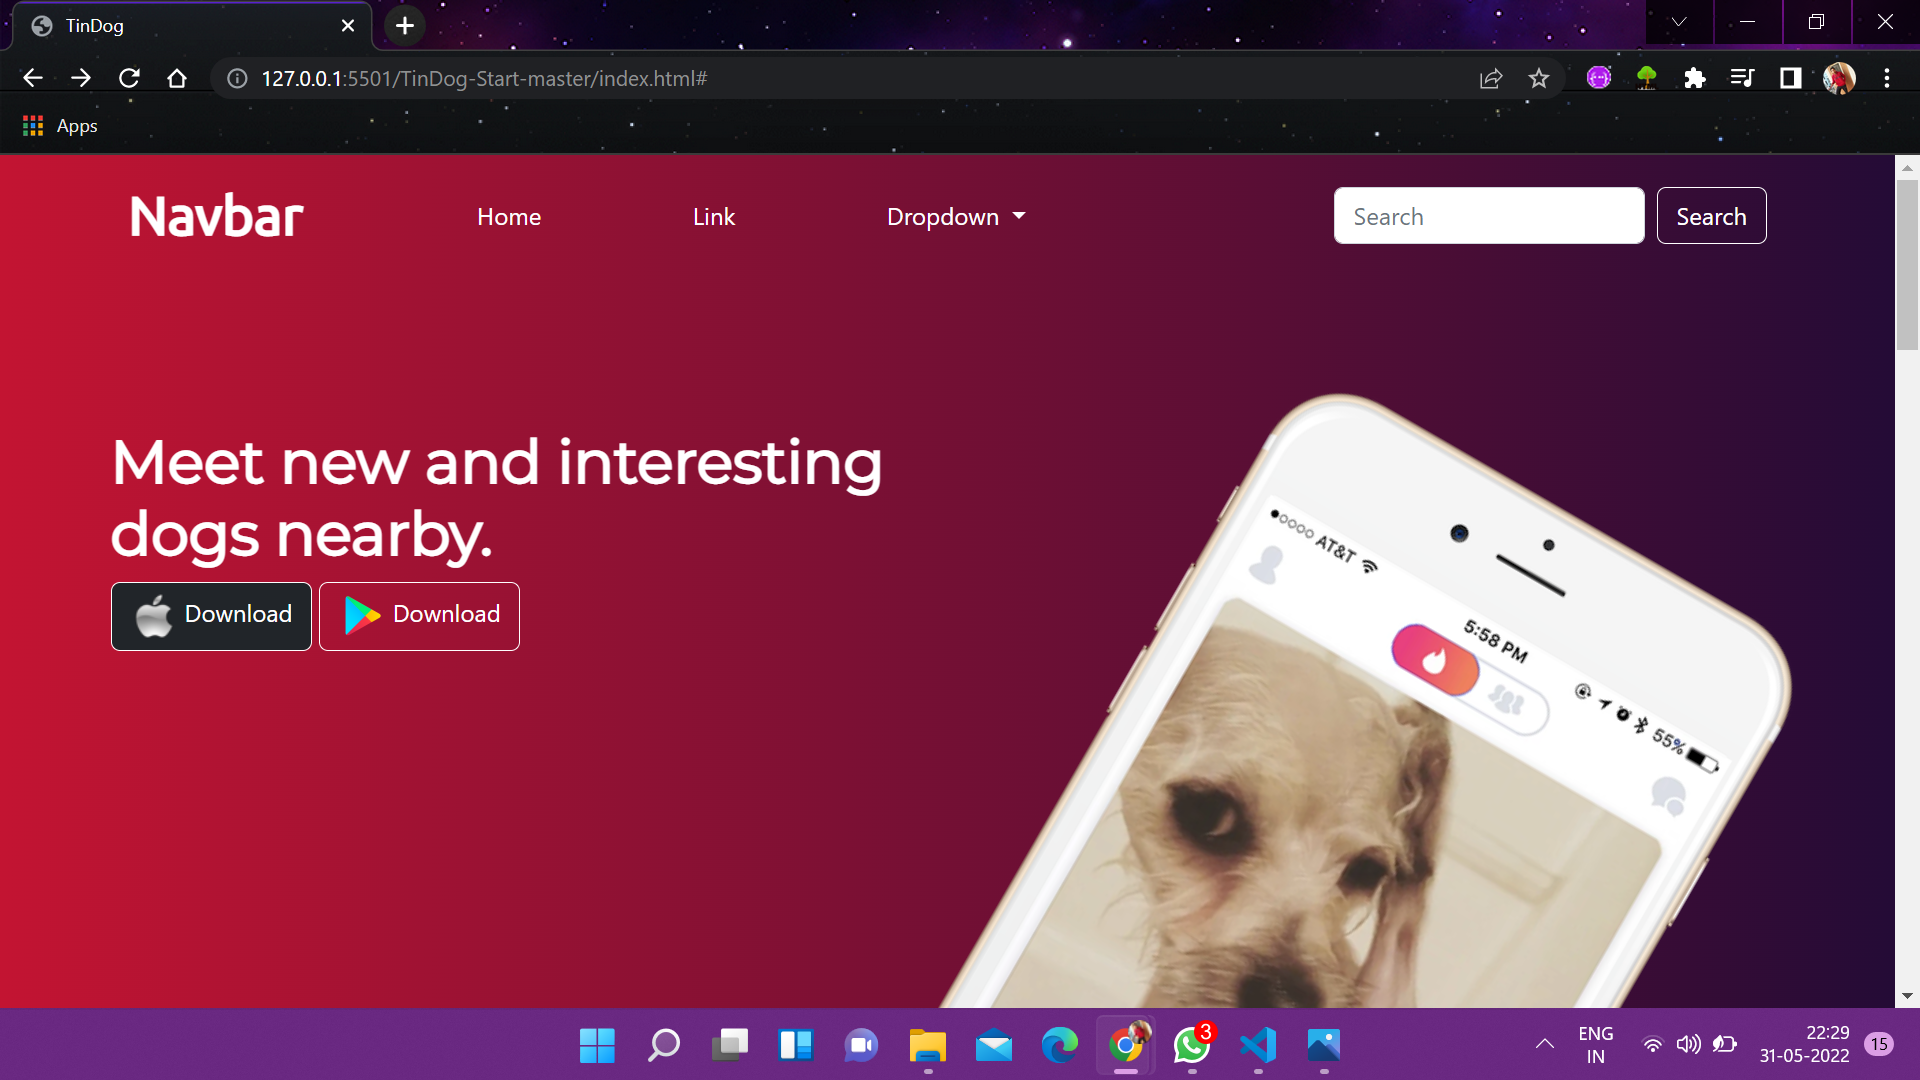 TinDog
127.0.0.1:5501/TinDog-Start-master/index.html#
Apps
Navbar
Home
Link
Dropdown
Search
Search
Meet new and interesting
dogs nearby.
Download
Download
AT&T
5:58 PM
55%
3
ENG
IN
22:29
31-05-2022
15